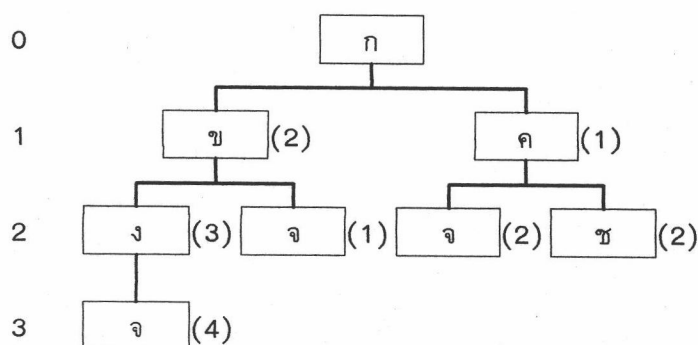 0 ก
1 ข (2) ค (1)
2 ง (3) จ (1) จ (2) ช (2)
3 จ (4)